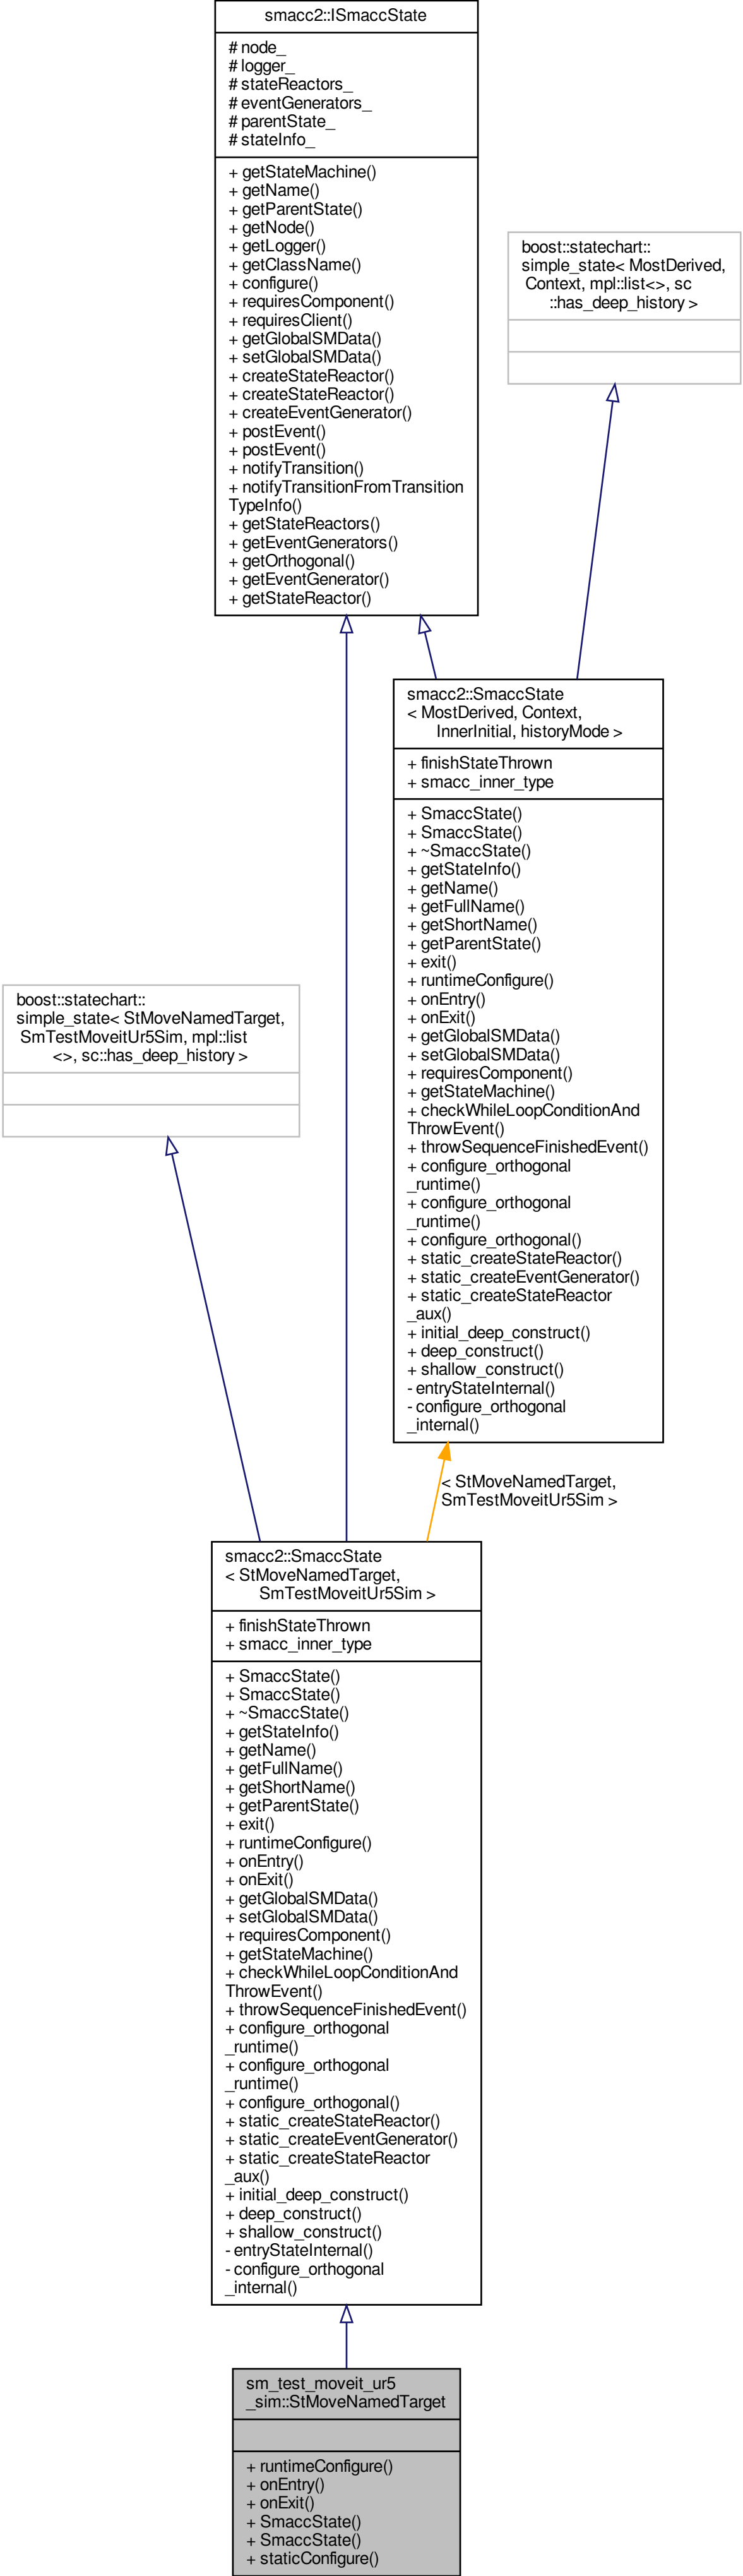 smacc2::ISmaccState
# node_
# logger_
# stateReactors_
# eventGenerators_
# parentState_
# stateInfo_
+ getStateMachine()
+ getName()
+ getParentState()
+ getNode()
+ getLogger()
+ getClassName()
+ configure()
+ requiresComponent()
+ requiresClient()
+ getGlobalSMData()
+ setGlobalSMData()
+ createStateReactor()
+ createStateReactor()
+ createEventGenerator()
+ postEvent()
+ postEvent()
+ notifyTransition()
+ notifyTransitionFromTransition
TypeInfo()
+ getStateReactors()
+ getEventGenerators()
+ getOrthogonal()
+ getEventGenerator()
+ getStateReactor()
boost::statechart::
simple_state< MostDerived,
Context, mpl::list<>, sc
::has_deep_history >
smacc2::SmaccState
< MostDerived, Context,
InnerInitial, historyMode >
+ finishStateThrown
+ smacc_inner_type
+ SmaccState()
+ SmaccState()
+ ~SmaccState()
+ getStateInfo()
+ getName()
+ getFullName()
+ getShortName()
+ getParentState()
+ exit()
+ runtimeConfigure()
+ onEntry()
+ onExit()
+ getGlobalSMData()
+ setGlobalSMData()
+ requiresComponent()
+ getStateMachine()
+ checkWhileLoopConditionAnd
ThrowEvent()
+ throwSequenceFinishedEvent()
+ configure_orthogonal
_runtime()
+ configure_orthogonal
_runtime()
+ configure_orthogonal()
+ static_createStateReactor()
+ static_createEventGenerator()
+ static_createStateReactor
_aux()
+ initial_deep_construct()
+ deep_construct()
+ shallow_construct()
- entryStateInternal()
- configure_orthogonal
_internal()
boost::statechart::
simple_state< StMoveNamedTarget,
SmTestMoveitUr5Sim, mpl::list
<>, sc::has_deep_history >
< StMoveNamedTarget,
SmTestMoveitUr5Sim >
smacc2::SmaccState
< StMoveNamedTarget,
SmTestMoveitUr5Sim >
+ finishStateThrown
+ smacc_inner_type
+ SmaccState()
+ SmaccState()
+ ~SmaccState()
+ getStateInfo()
+ getName()
+ getFullName()
+ getShortName()
+ getParentState()
+ exit()
+ runtimeConfigure()
+ onEntry()
+ onExit()
+ getGlobalSMData()
+ setGlobalSMData()
+ requiresComponent()
+ getStateMachine()
+ checkWhileLoopConditionAnd
ThrowEvent()
+ throwSequenceFinishedEvent()
+ configure_orthogonal
_runtime()
+ configure_orthogonal
_runtime()
+ configure_orthogonal()
+ static_createStateReactor()
+ static_createEventGenerator()
+ static_createStateReactor
_aux()
+ initial_deep_construct()
+ deep_construct()
+ shallow_construct()
- entryStateInternal()
- configure_orthogonal
_internal()
sm_test_moveit_ur5
_sim::StMoveNamedTarget
+ runtimeConfigure()
+ onEntry()
+ onExit()
+ SmaccState()
+ SmaccState()
+ staticConfigure()